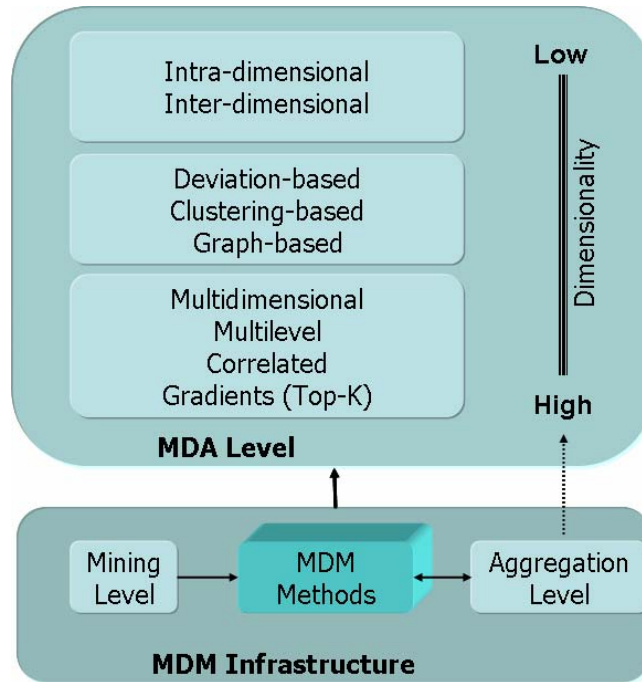 Intra-dimensional
Inter-dimensional
Deviation-based
Clustering-based
Graph-based
Multidimensional
Multilevel
Correlated
Gradients (Top-K)
MDA Level
Low
Dimensionality
High
Mining
Level
MDM
Methods
Aggregation
Level
MDM Infrastructure